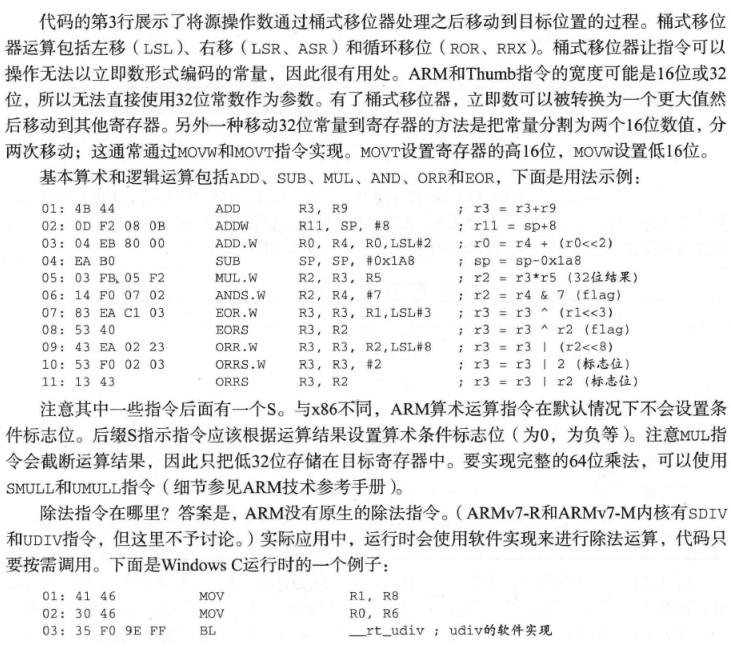 代码的第3行展示了将源操作数通过桶式移位器处理之后移动到目标位置的过程。桶式移位
器运算包括左移（LSL）、右移（LSR、ASR）和循环移位（ROR、RRX）。桶式移位器让指令可以
操作无法以立即数形式编码的常量，因此很有用处。ARM和Thumb指令的宽度可能是16位或32
位，所以无法直接使用32位常数作为参数。有了桶式移位器，立即数可以被转换为一个更大值然
后移动到其他寄存器。另外一种移动32位常量到寄存器的方法是把常量分割为两个16位数值，分
两次移动；这通常通过MOVW和MOVT指令实现。MOVT设置寄存器的高16位，MOVW设置低16位。
基本算术和逻辑运算包括ADD、SUB、MUL、AND、ORR和EOR，下面是用法示例：
01: 4B 44 ADD R3, R9 ; r3 = r3+r9
02: 0D F2 08 0B ADDW R11, SP, #8 ; r11 = sp+8
03: 04 EB 80 00 ADD.W R0, R4, R0,LSL#2 ; r0 = r4 + (r0<<2)
04: EA B0 SUB SP, SP, #0x1A8 ; sp = sp-0x1a8
05: 03 FB 05 F2 MUL.W R2, R3, R5 ; r2 = r3*r5 (32位结果)
06: 14 F0 07 02 ANDS.W R2, R4, #7 ; r2 = r4 & 7 (flag)
07: 83 EA C1 03 EOR.W R3, R3, R1,LSL#3 ; r3 = r3 ^ (r1<<3)
08: 53 40 EORS R3, R2 ; r3 = r3 ^ r2 (flag)
09: 43 EA 02 23 ORR.W R3, R3, R2,LSL#8 ; r3 = r3 | (r2<<8)
10: 53 F0 02 03 ORRS.W R3, R3, #2 ; r3 = r3 | 2 (标志位)
11: 13 43 ORRS R3, R2 ; r3 = r3 | r2 (标志位)
注意其中一些指令后面有一个S。与x86不同，ARM算术运算指令在默认情况下不会设置条
件标志位。后缀S指示指令应该根据运算结果设置算术条件标志位（为0，为负等）。注意MUL指
令会截断运算结果，因此只把低32位存储在目标寄存器中。要实现完整的64位乘法，可以使用
SMULL和UMULL指令（细节参见ARM技术参考手册）。
除法指令在哪里？答案是，ARM没有原生的除法指令。（ARMv7-R和ARMv7-M内核有SDIV
和UDIV指令，但这里不予讨论。）实际应用中，运行时会使用软件实现来进行除法运算，代码只
要按需调用。下面是Windows C运行时的一个例子：
01: 41 46 MOV R1, R8
02: 30 46 MOV R0, R6
03: 35 F0 9E FF BL __rt_udiv ; udiv的软件实现